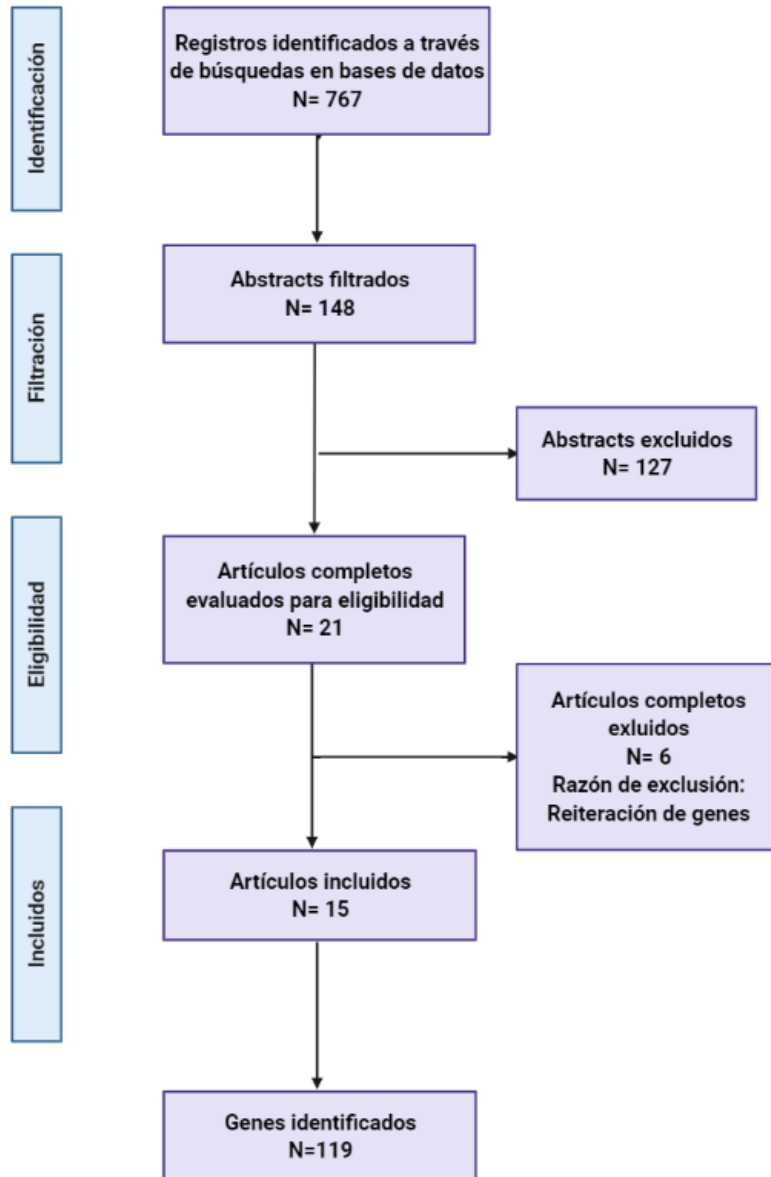 Identificación
Registros identificados a través
de búsquedas en bases de datos
N= 767
Filtración
Abstracts filtrados
N= 148
Abstracts excluidos
N= 127
Eligibilidad
Artículos completos
evaluados para eligibilidad
N= 21
Artículos completos
exluidos
N= 6
Razón de exclusión:
Reiteración de genes
Incluidos
Artículos incluidos
N= 15
Genes identificados
N=119